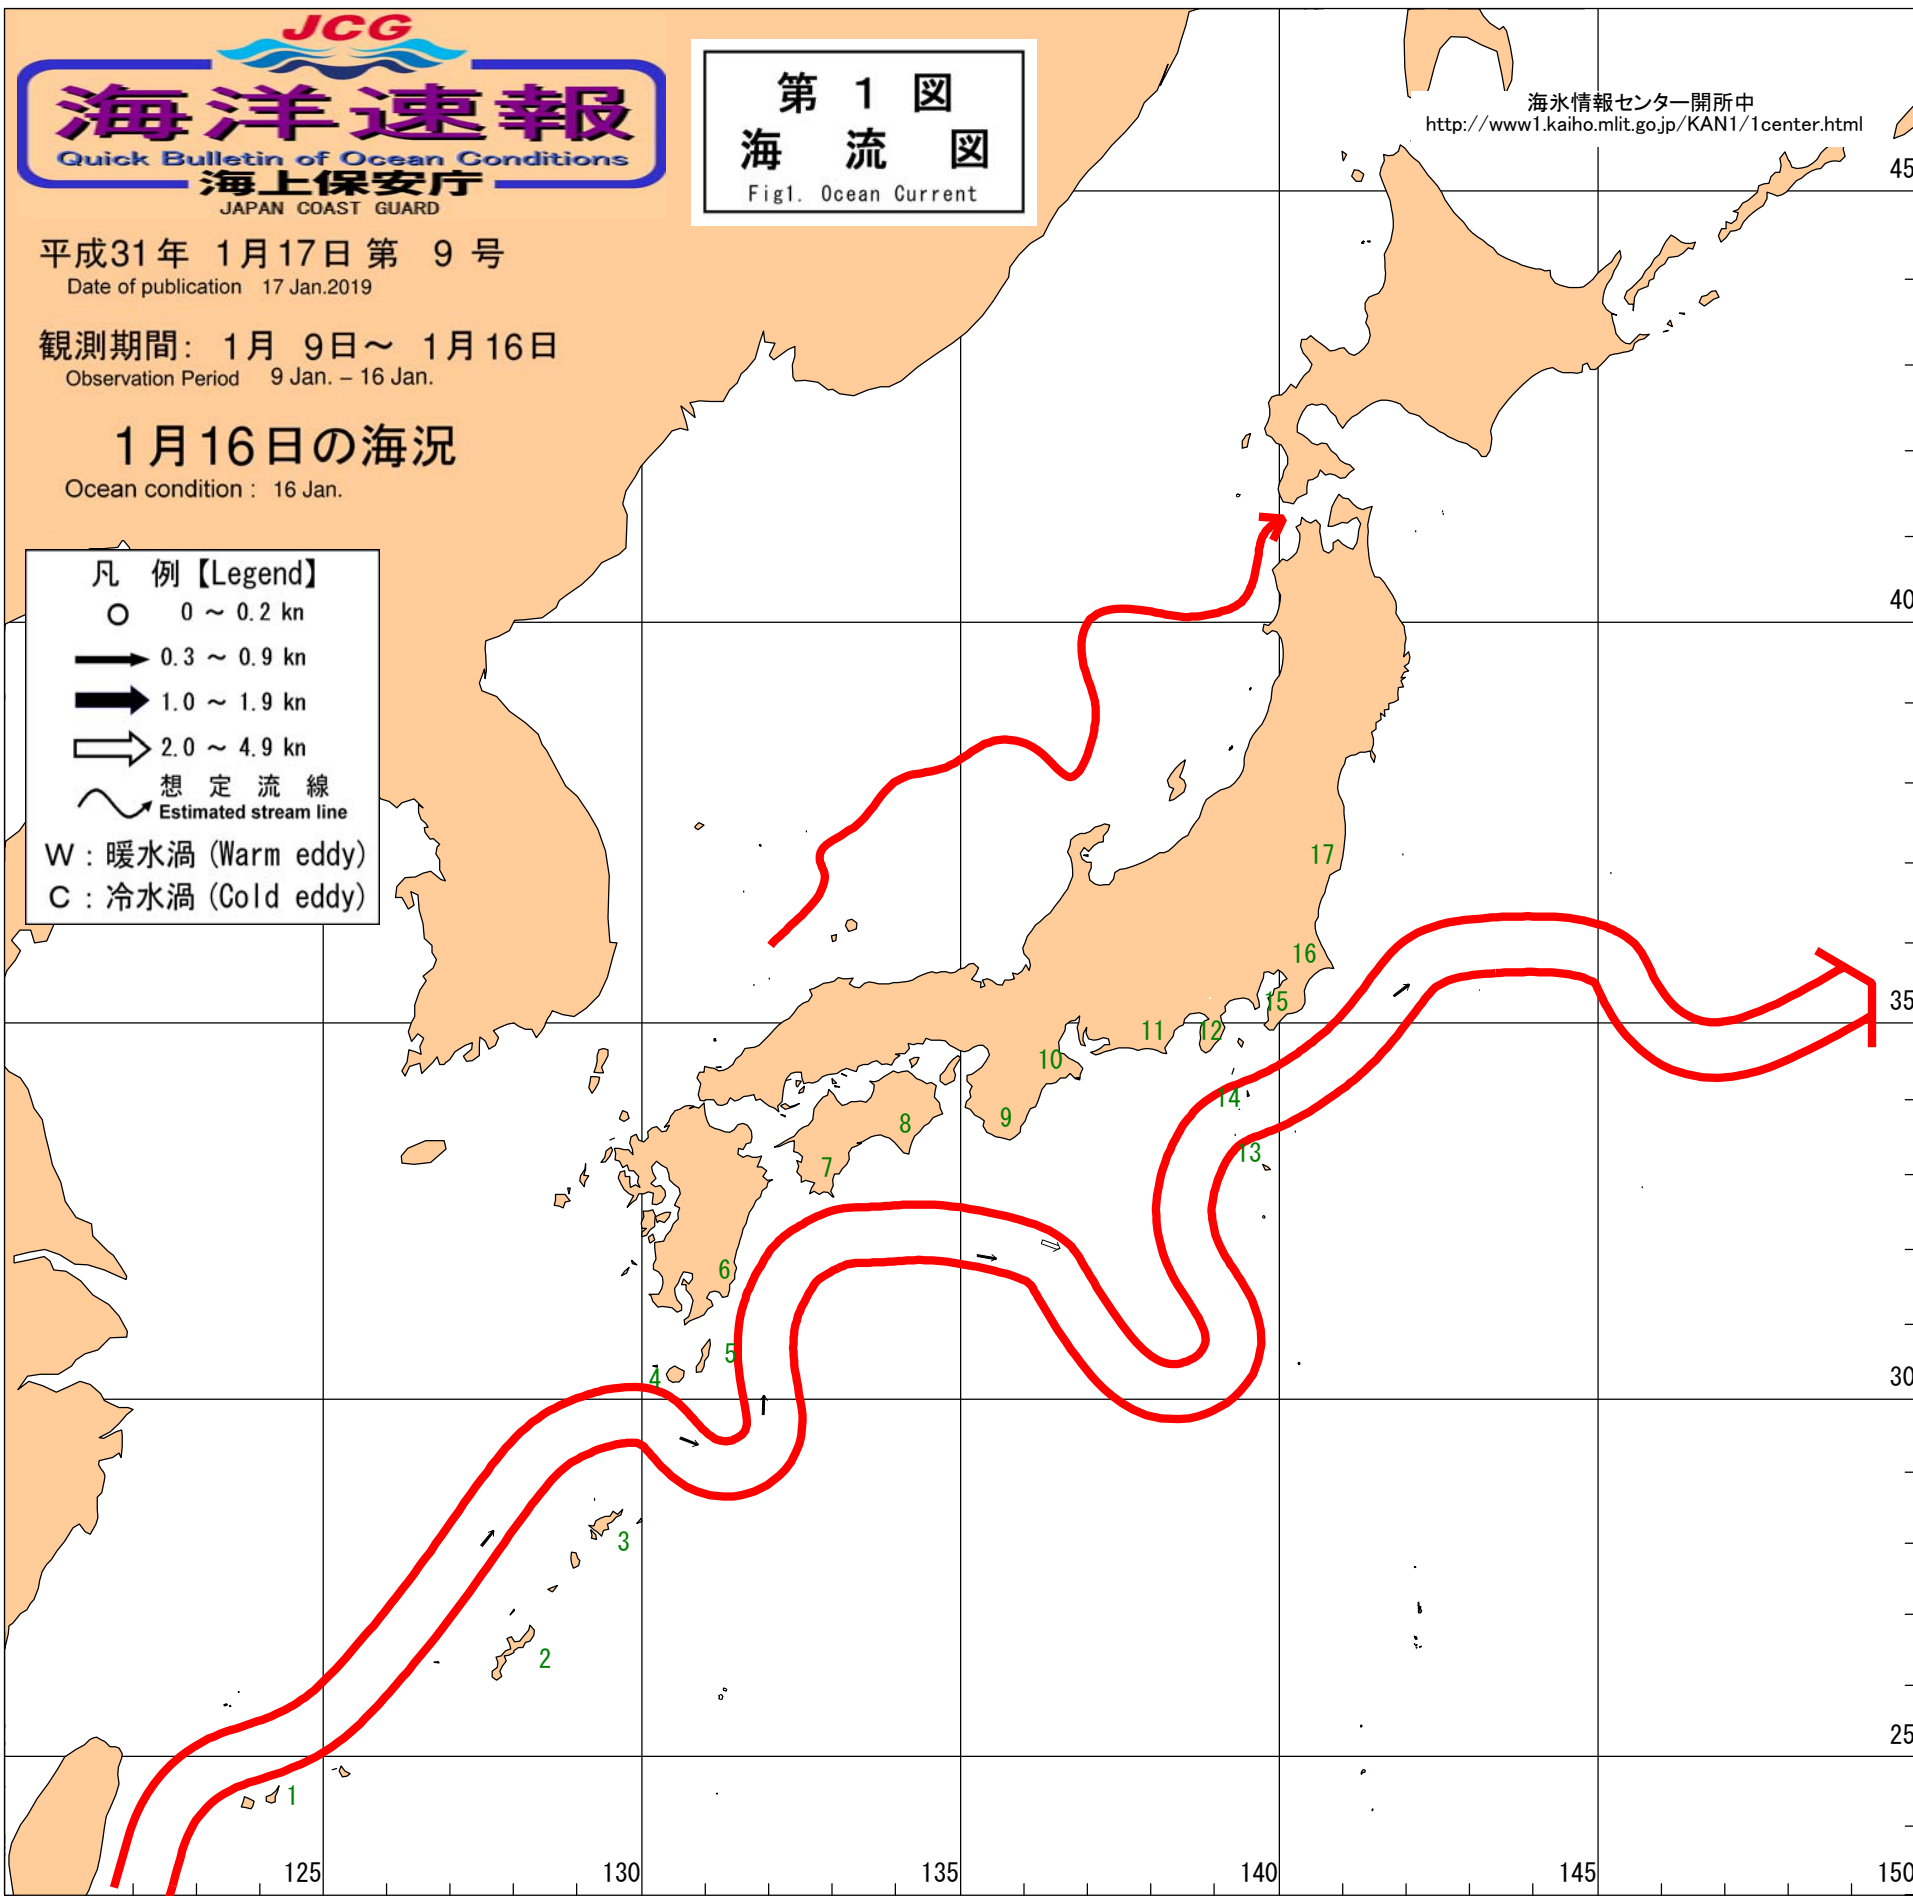 JCG
海洋速報
Quick Bulletin of Ocean Conditions
海上保安庁
JAPAN COAST GUARD
第 1 図
海 流 図
Fig1. Ocean Current
海氷情報センター開所中
http://www1.kaiho.mlit.go.jp/KAN1/1center.html
平成31年 1月17日 第 9 号
Date of publication 17 Jan.2019
観測期間: 1月 9日～ 1月16日
Observation Period 9 Jan. – 16 Jan.
1月16日の海況
Ocean condition : 16 Jan.
凡 例【Legend】
0 ～ 0.2 kn
0.3 ～ 0.9 kn
1.0 ～ 1.9 kn
2.0 ～ 4.9 kn
想 定 流 線
Estimated stream line
W : 暖水渦 (Warm eddy)
C : 冷水渦 (Cold eddy)
45
40
17
16
35
15
12
11
10
14
9
8
13
7
6
5
4
30
3
2
25
1
125
130
135
140
145
150